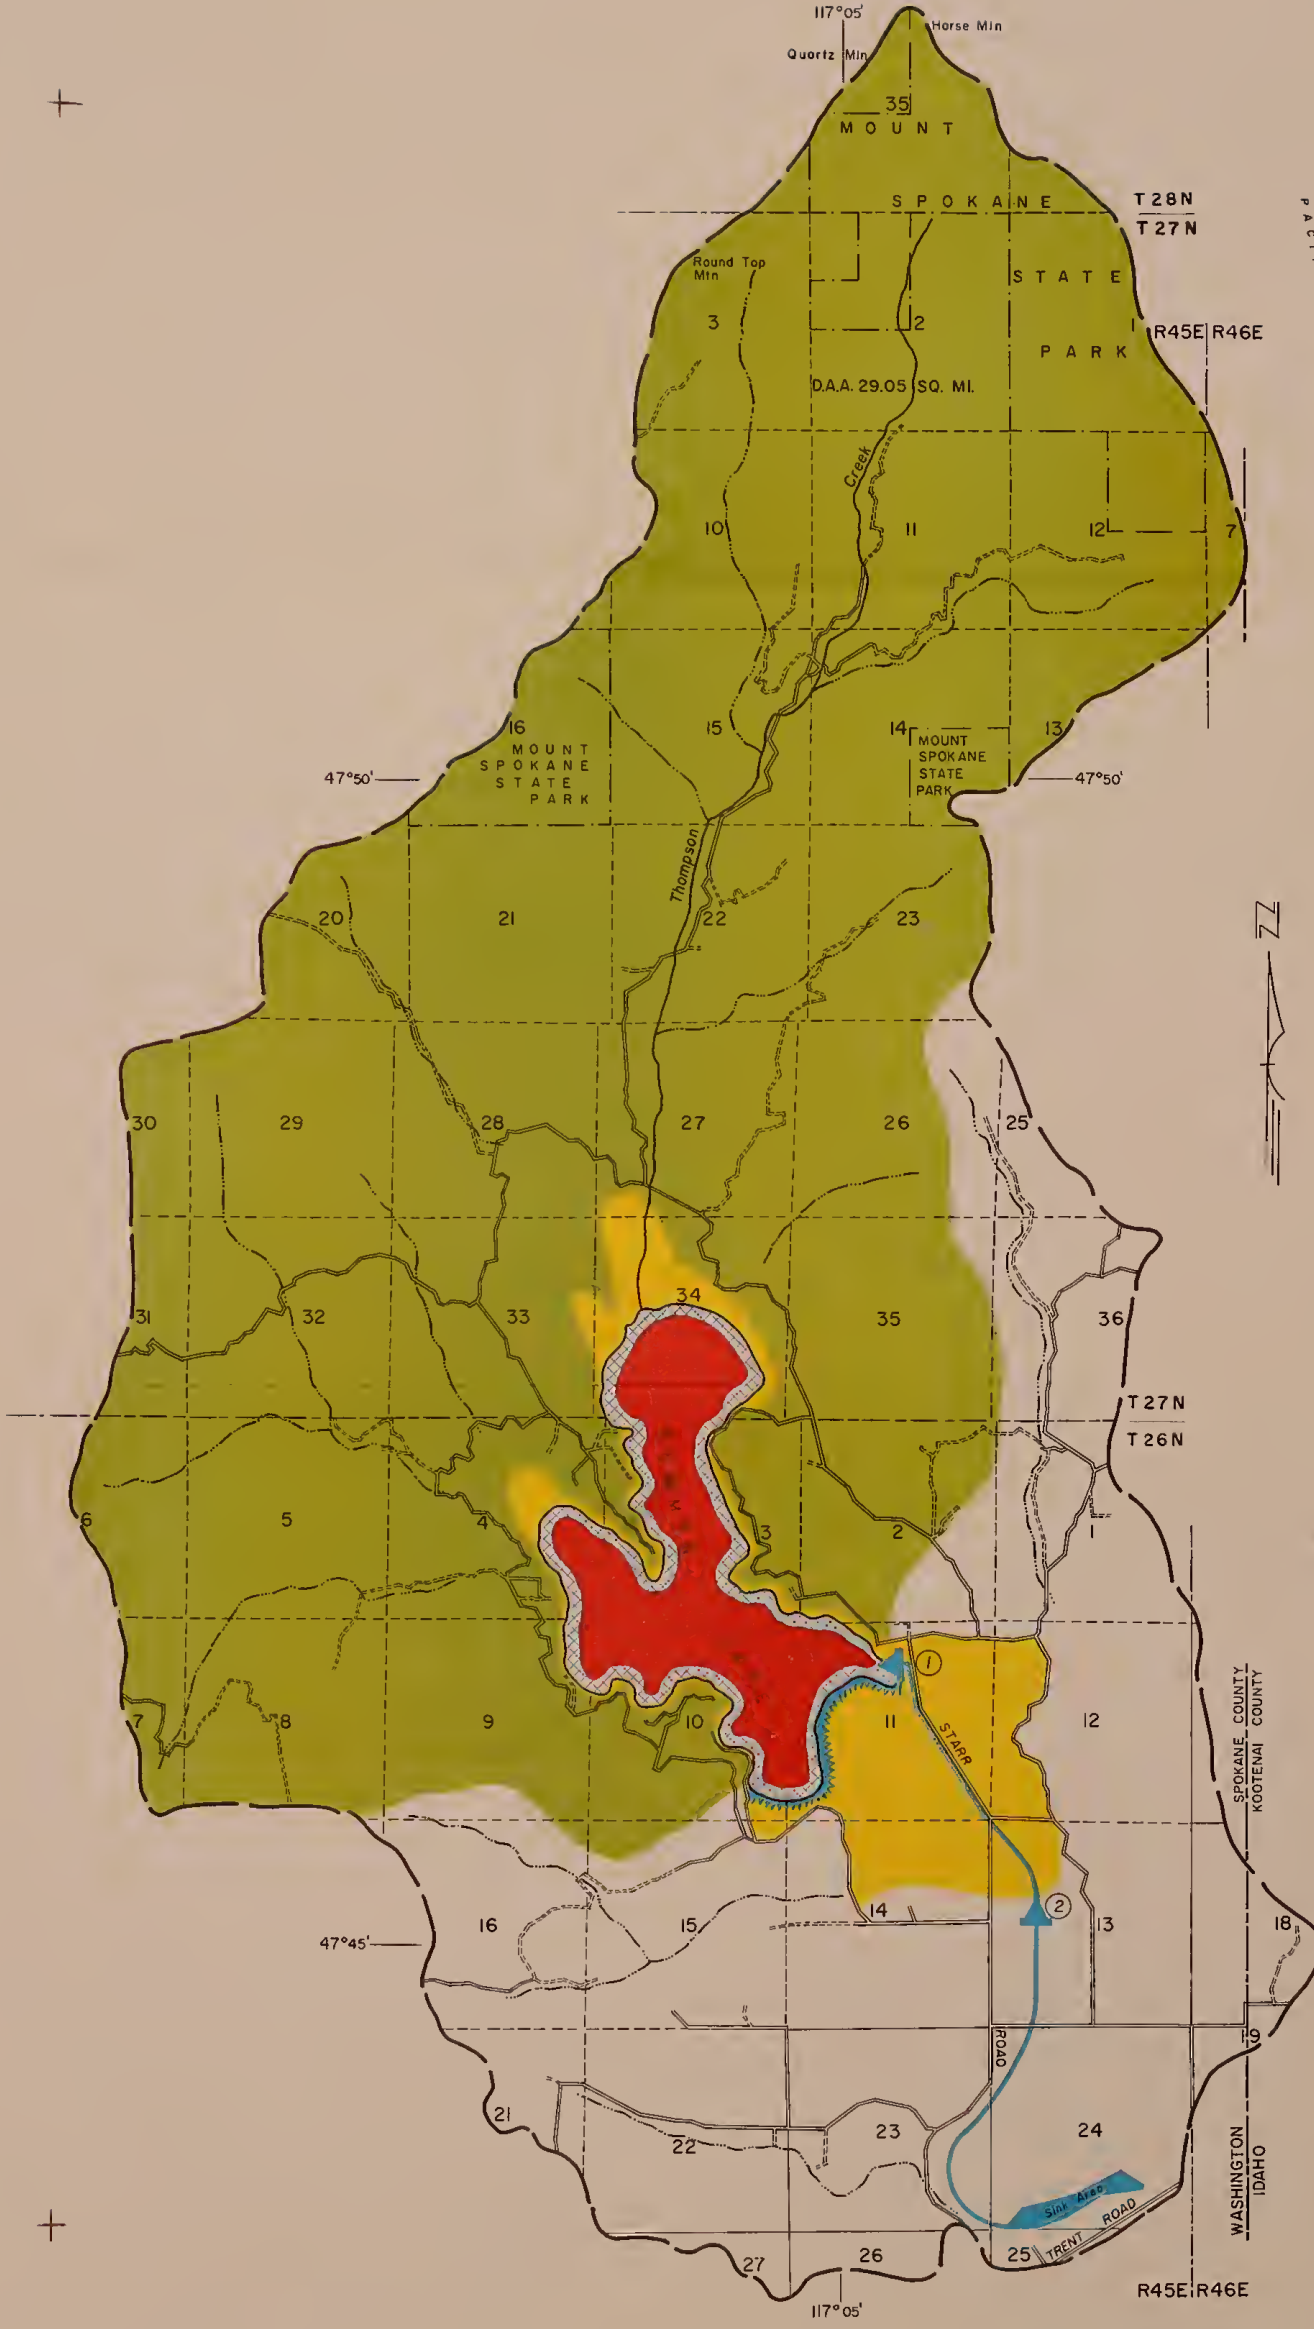 117°05'
Horse Mtn
Quartz Mtn
35
MOUNT
SPOKANE
T28N
T27N
Round Top
Mtn
STATE
3
2
1
R45E R46E
PARK
D.A.A. 29.05 SQ. MI.
Creek
10
11
12
7
16
15
14
13
MOUNT
SPOKANE
STATE
PARK
MOUNT
SPOKANE
STATE
PARK
47°50'
47°50'
Thompson
20
21
22
23
30
29
28
27
26
25
31
32
33
34
35
36
T27N
T26N
6
5
4
3
2
1
7
8
9
10
11
12
1
STARR
SPOKANE COUNTY
KOOTENAI COUNTY
2
16
15
14
13
18
47°45'
ROAD
19
21
22
23
24
WASHINGTON
IDAHO
Sink Area
TRENT ROAD
27
26
25
R45E R46E
117°05'